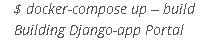 $ docker-compose up – build
Building Django-app Portal